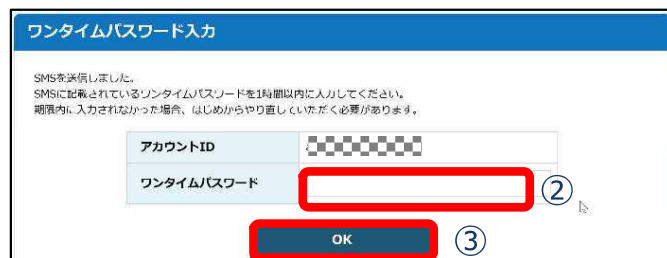 ワンタイムパスワード入力
SMSを送信しました。
SMSに記載されているワンタイムパスワードを1時間以内に入力してください。
期限内に入力されなかった場合、はじめからやり直していただく必要があります。
アカウントID
ワンタイムパスワード
②
OK
③